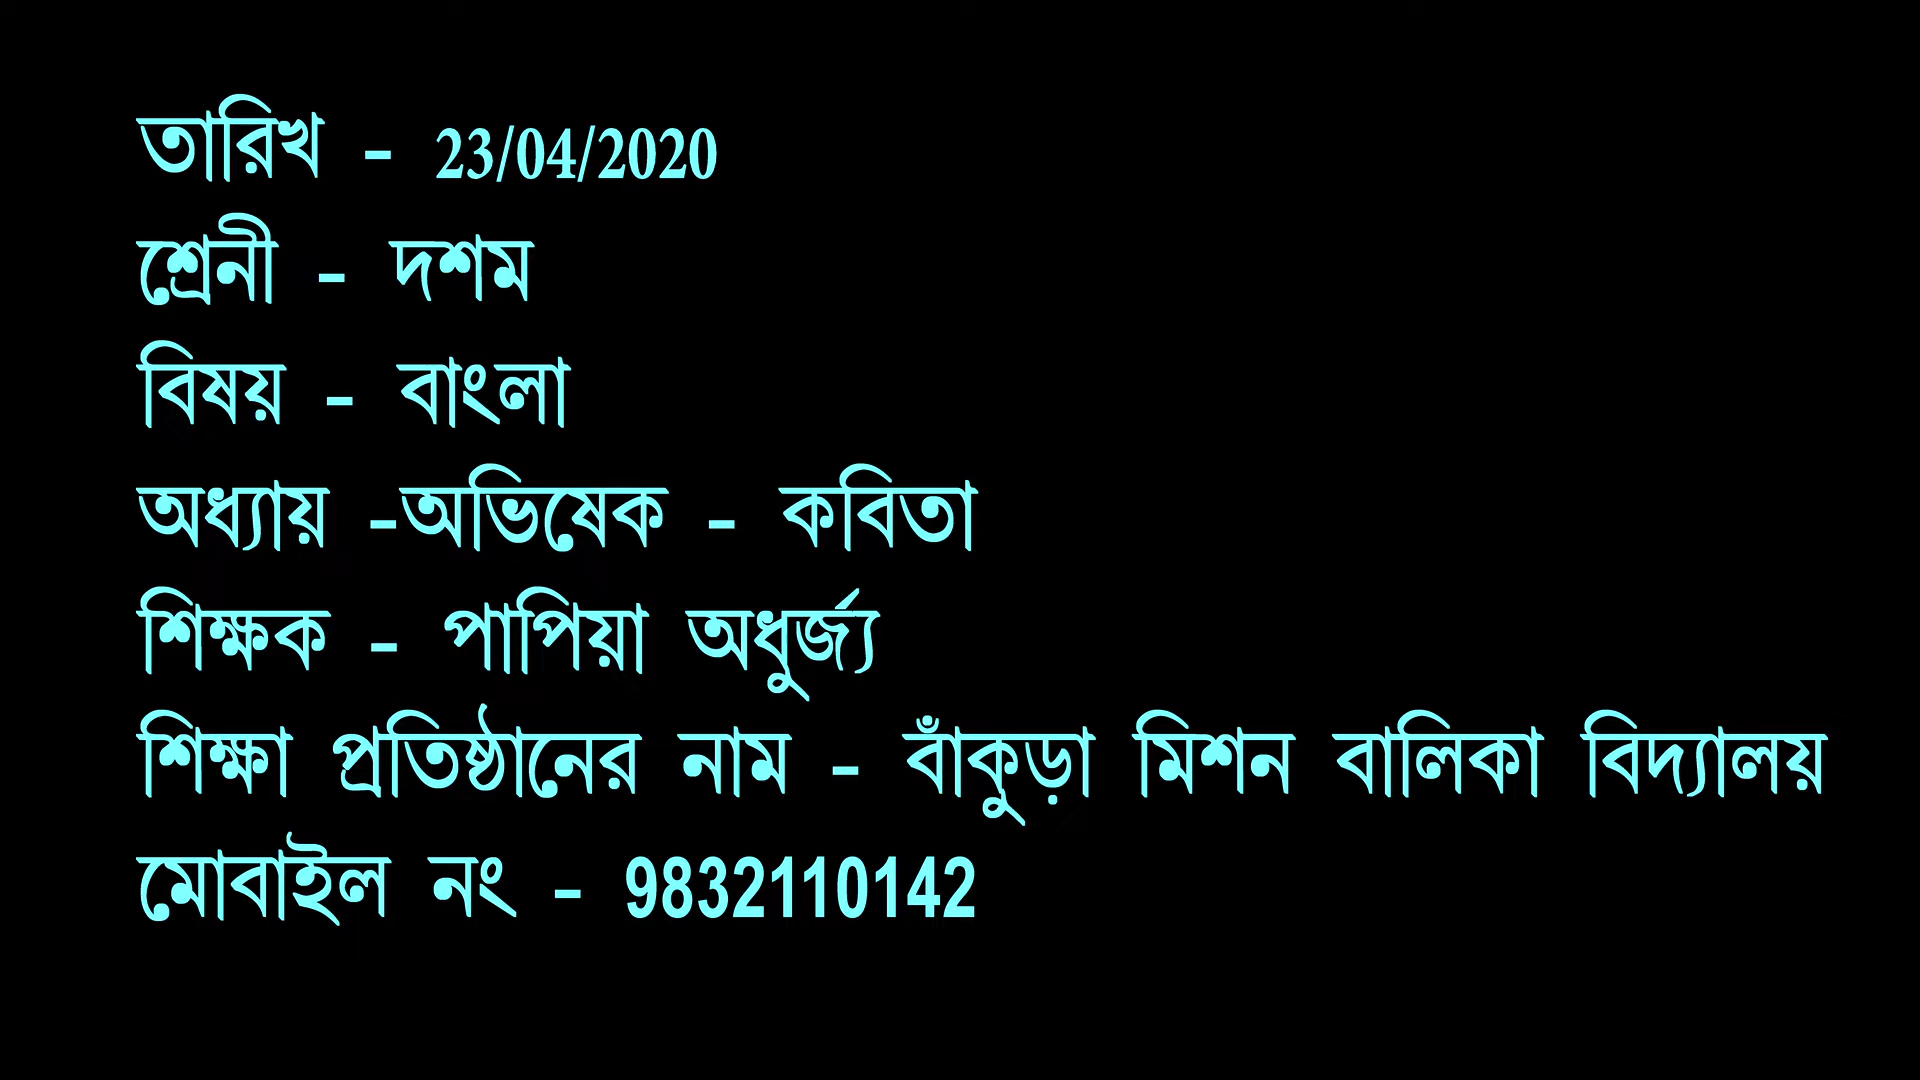 তারিখ - 23/04/2020
শ্রেনী - দশম
বিষয় - বাংলা
অধ্যায় -অভিষেক - কবিতা
শিক্ষক - পাপিয়া অধুর্জ্য
শিক্ষা প্রতিষ্ঠানের নাম - বাঁকুড়া মিশন বালিকা বিদ্যালয়
মোবাইল নং - 9832110142